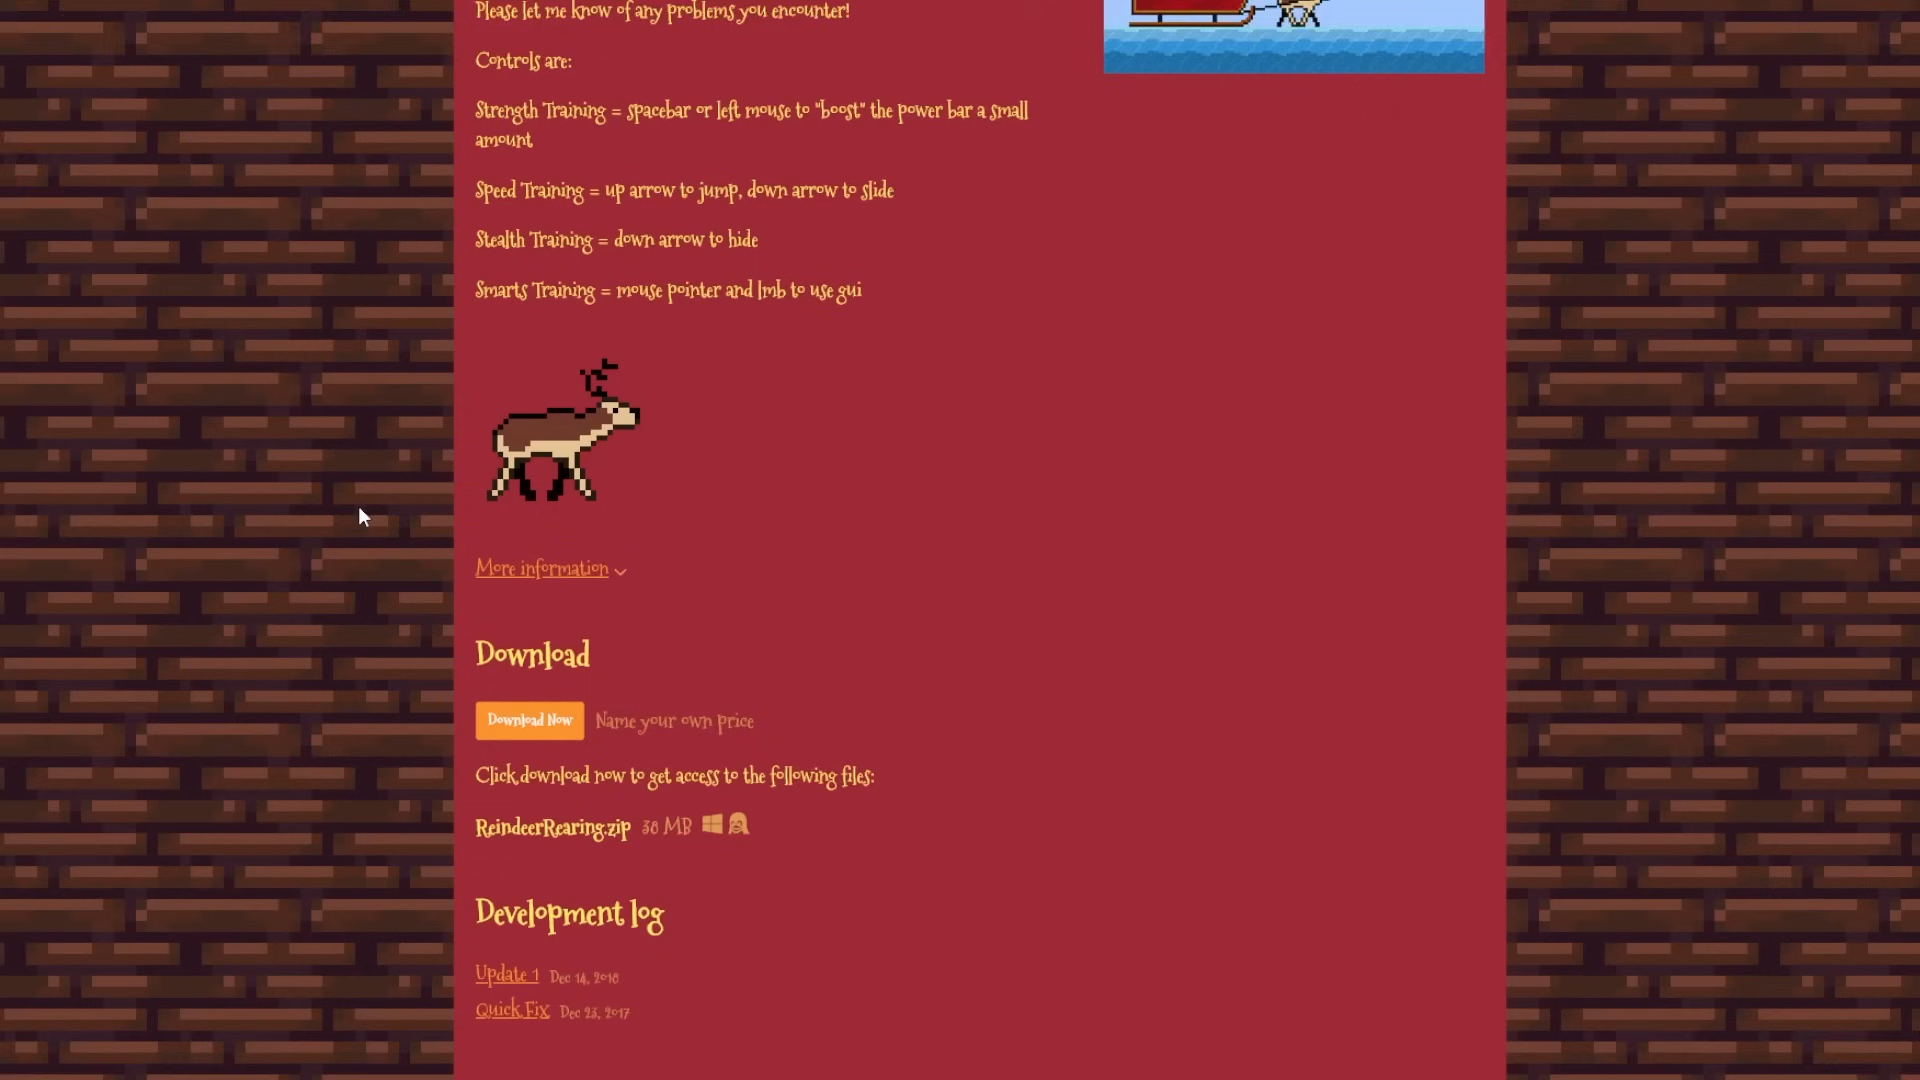 Please let me know of any problems you encounter!
Controls are:
Strength Training = spacebar or left mouse to "boost" the power bar a small
amount
Speed Training = up arrow to jump, down arrow to slide
Stealth Training = down arrow to hide
Smarts Training = mouse pointer and lmb to use gui
More information
Download
Download Now Name your own price
Click download now to get access to the following files:
ReindeerRearing.zip 38 MB
Development log
Update 1 Dec 14, 2018
Quick Fix Dec 23, 2017